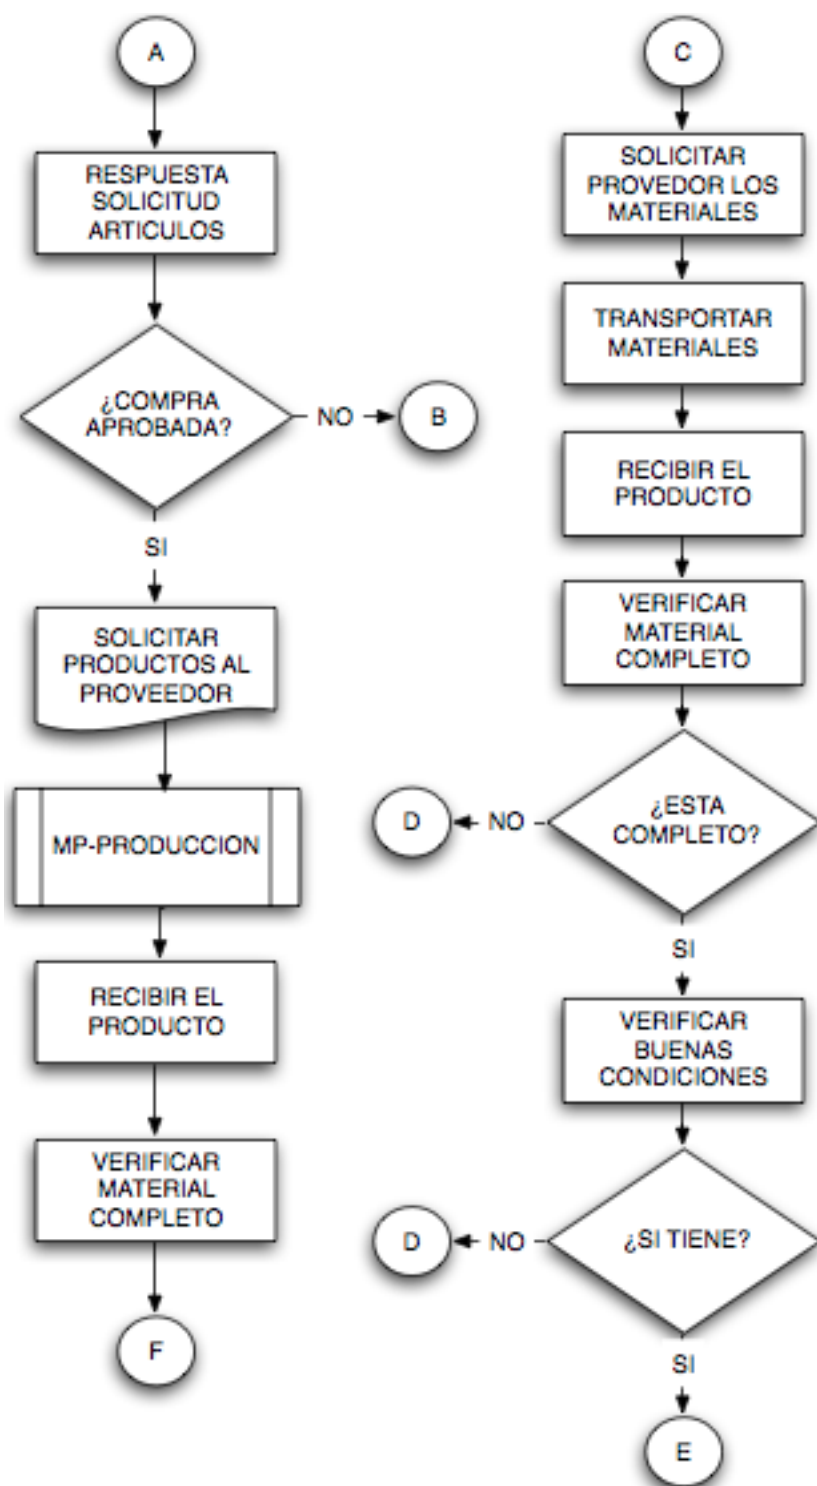 A
RESPUESTA
SOLICITUD
ARTICULOS
¿COMPRA
APROBADA?
NO
B
SI
SOLICITAR
PRODUCTOS AL
PROVEEDOR
MP-PRODUCCION
RECIBIR EL
PRODUCTO
VERIFICAR
MATERIAL
COMPLETO
F
C
SOLICITAR
PROVEDOR LOS
MATERIALES
TRANSPORTAR
MATERIALES
RECIBIR EL
PRODUCTO
VERIFICAR
MATERIAL
COMPLETO
¿ESTA
COMPLETO?
NO
D
SI
VERIFICAR
BUENAS
CONDICIONES
¿SI TIENE?
NO
D
SI
E